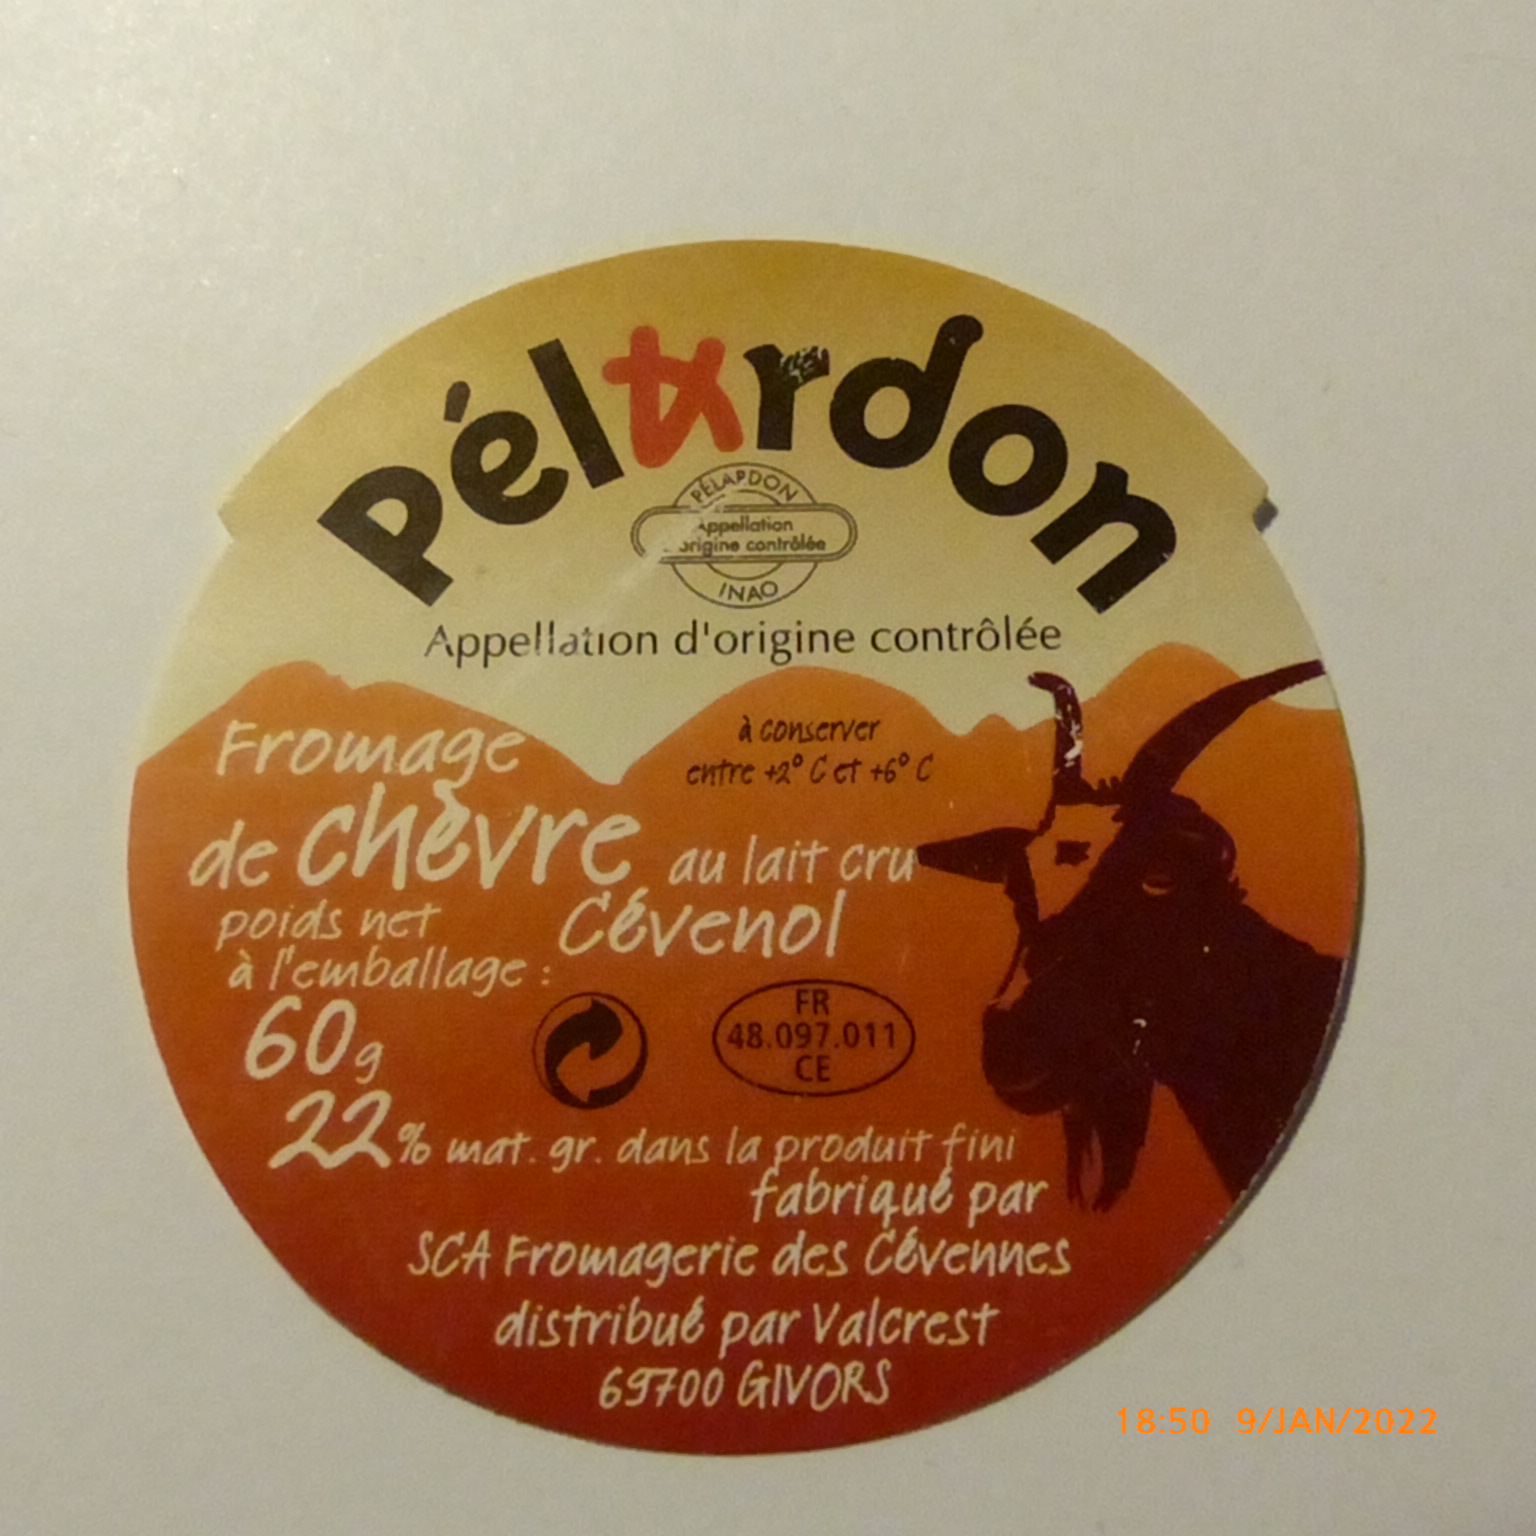 Pélardon
PÉLARDON
Appellation
origine contrôlée
INAO
Appellation d'origine contrôlée
à conserver
entre +2° C et +6° C
Fromage
de chèvre au lait cru
Cévenol
poids net
à l'emballage :
60g
FR
48.097.011
CE
22% mat. gr. dans la produit fini
fabriqué par
SCA Fromagerie des Cévennes
distribué par Valcrest
69700 GIVORS
18:50 9/JAN/2022